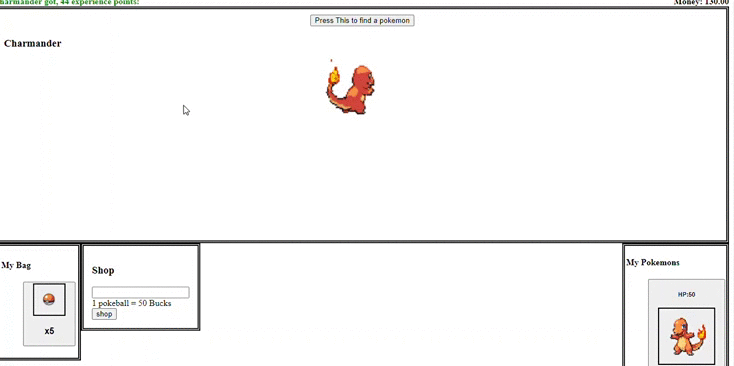 harmander got, 44 experience points!
Money: 130.00
Press This to find a pokemon
Charmander
My Bag
x5
Shop
1 pokeball = 50 Bucks
shop
My Pokemons
HP:50